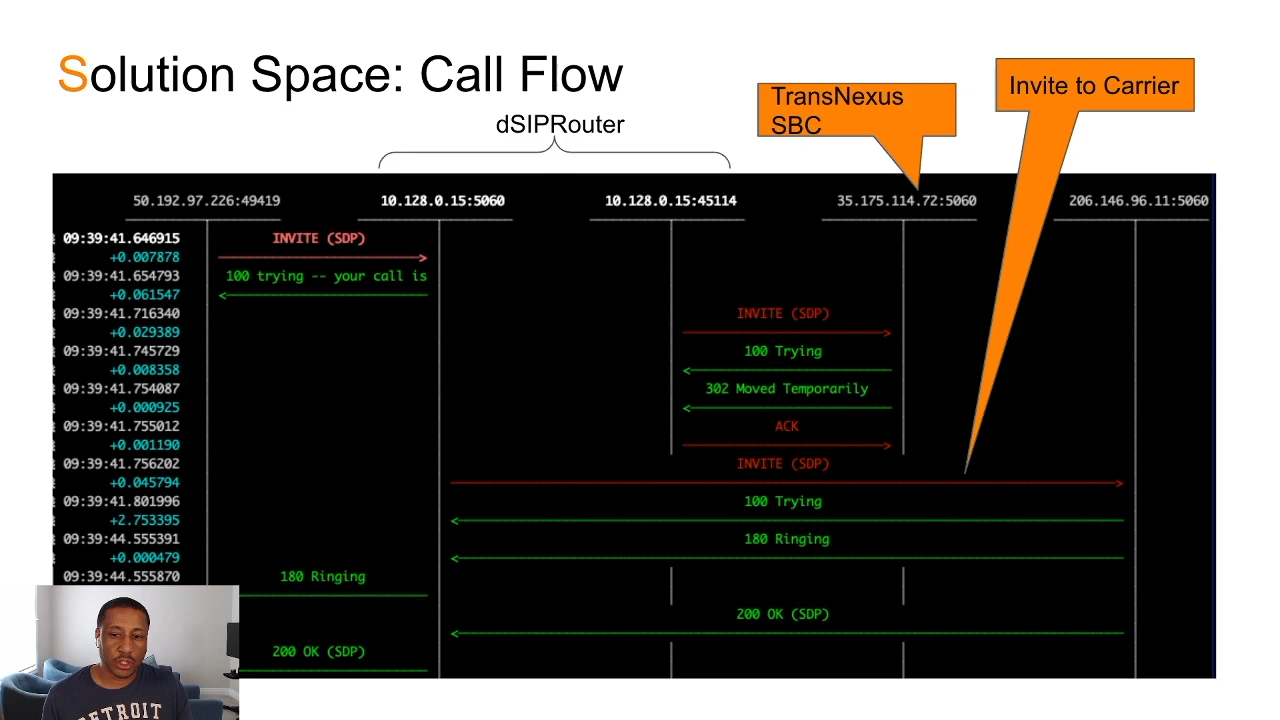 Solution Space: Call Flow
dSIPRouter
TransNexus
SBC
Invite to Carrier
50.192.97.226:49419 10.128.0.15:5060 10.128.0.15:45114 35.175.114.72:5060 206.146.96.11:5060
09:39:41.646915 INVITE (SDP)
+0.007878
09:39:41.654793 100 trying -- your call is
+0.061547
09:39:41.716340 INVITE (SDP)
+0.029389
09:39:41.745729 100 Trying
+0.008358
09:39:41.754087 302 Moved Temporarily
+0.000925
09:39:41.755012 ACK
+0.001190
09:39:41.756202 INVITE (SDP)
+0.045794
09:39:41.801996 100 Trying
+2.753395
09:39:44.555391 180 Ringing
+0.000479
09:39:44.555870 180 Ringing
200 OK (SDP)
200 OK (SDP)
DETROIT